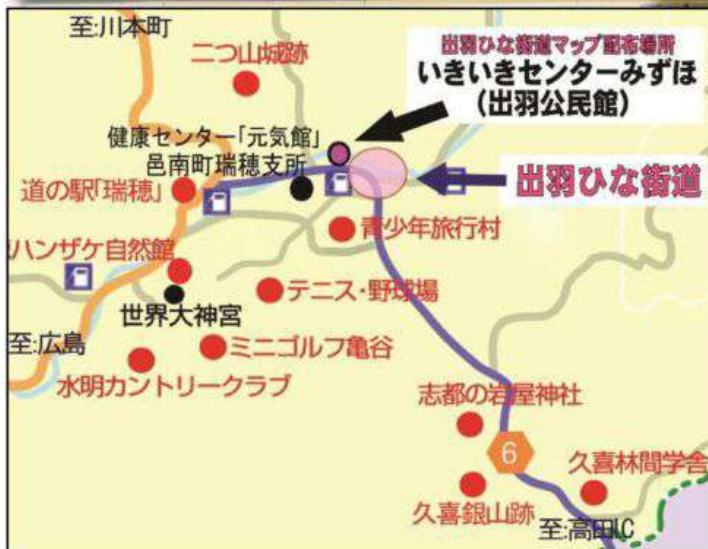 至:川本町
二つ山城跡
出羽ひな街道マップ配布場所
いきいきセンターみずほ
(出羽公民館)
健康センター「元気館」
邑南町瑞穂支所
道の駅「瑞穂」
出羽ひな街道
青少年旅行村
ハンザケ自然館
テニス・野球場
世界大神宮
至:広島
ミニゴルフ亀谷
水明カントリークラブ
志都の岩屋神社
6
久喜林間学舎
久喜銀山跡
至:高田IC